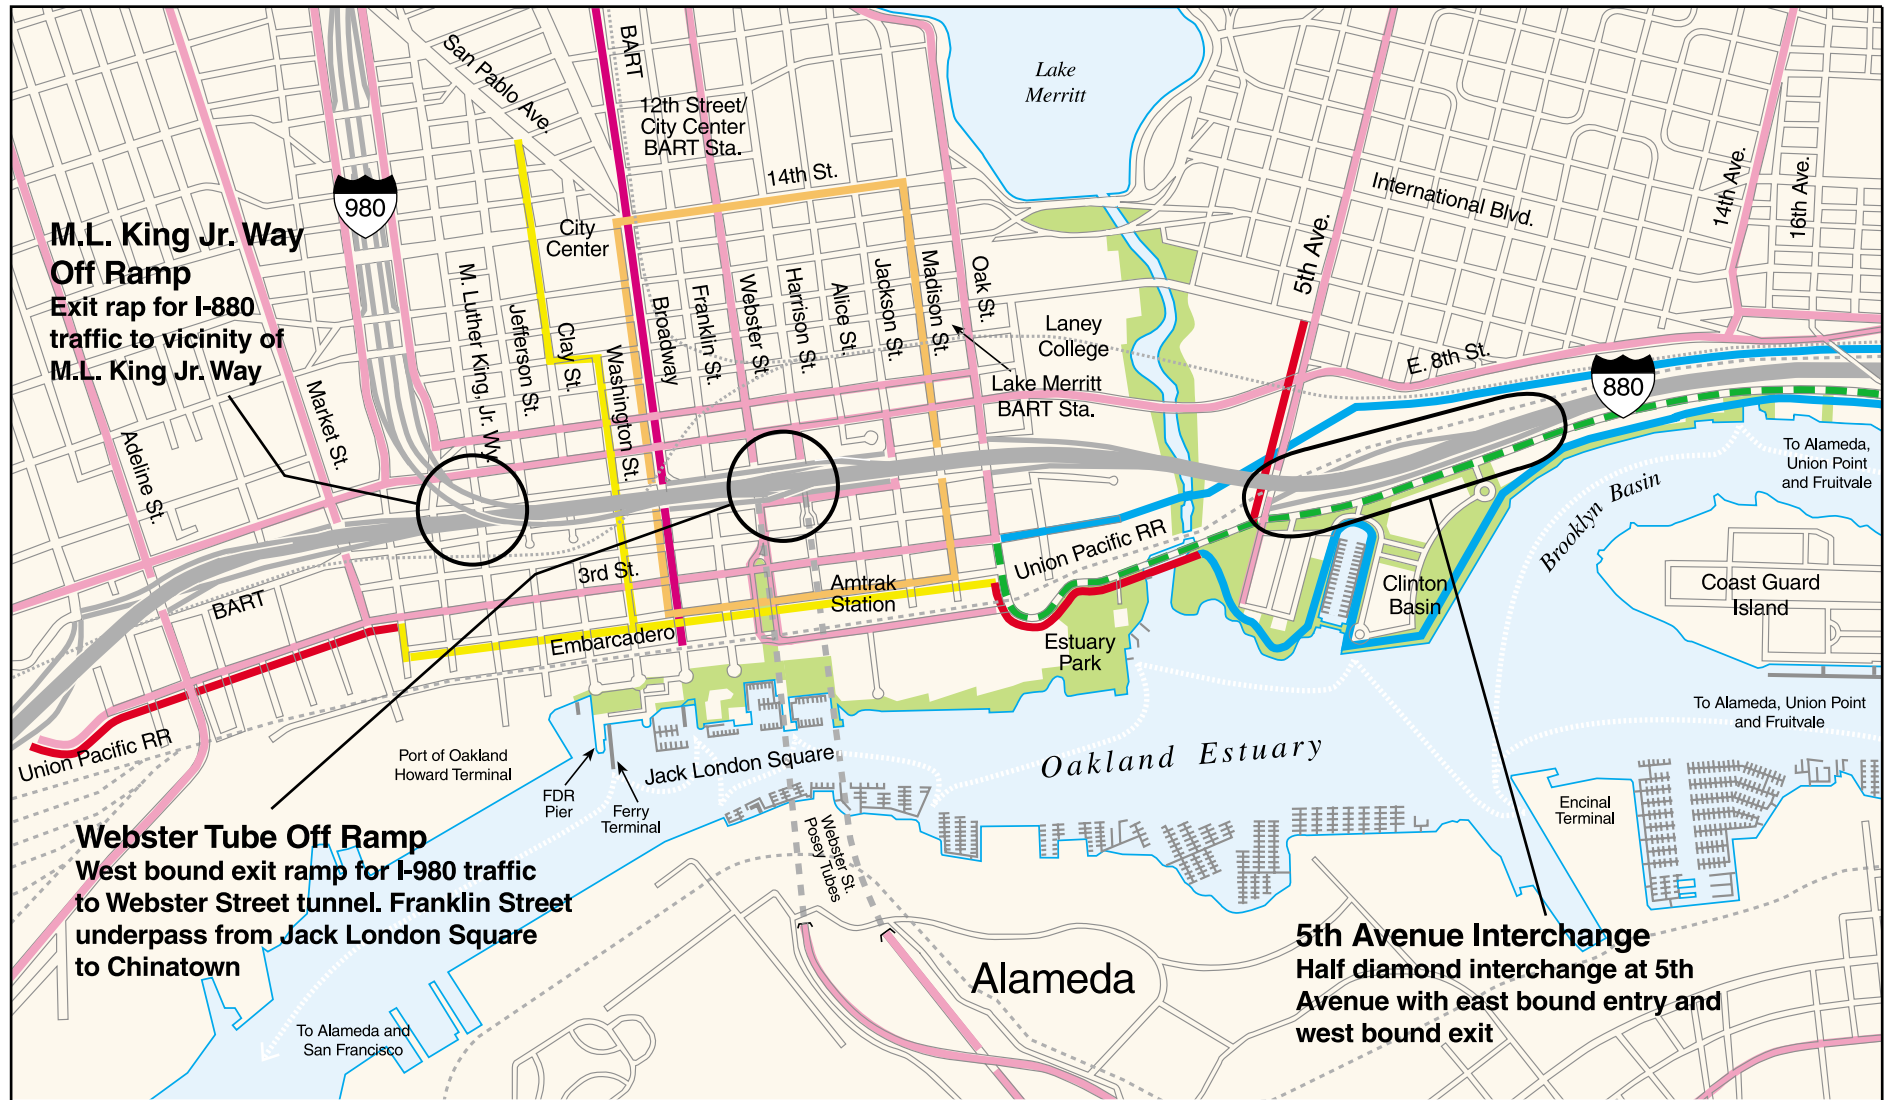 San Pablo Ave.
BART
12th Street/
City Center
BART Sta.
Lake
Merritt
14th St.
980
M.L. King Jr. Way
Off Ramp
Exit rap for I-880
traffic to vicinity of
M.L. King Jr. Way
City
Center
International Blvd.
14th Ave.
16th Ave.
5th Ave.
M. Luther King, Jr. Wy.
Jefferson St.
Clay St.
Washington St.
Broadway
Franklin St.
Webster St.
Harrison St.
Alice St.
Jackson St.
Madison St.
Oak St.
Laney
College
Lake Merritt
BART Sta.
E. 8th St.
880
Market St.
Adeline St.
To Alameda,
Union Point
and Fruitvale
Brooklyn Basin
Union Pacific RR
3rd St.
BART
Amtrak
Station
Embarcadero
Estuary
Park
Clinton
Basin
Coast Guard
Island
To Alameda, Union Point
and Fruitvale
Union Pacific RR
Port of Oakland
Howard Terminal
Jack London Square
Oakland Estuary
FDR
Pier
Ferry
Terminal
Webster St.
Posey Tubes
Encinal
Terminal
Webster Tube Off Ramp
West bound exit ramp for I-980 traffic
to Webster Street tunnel. Franklin Street
underpass from Jack London Square
to Chinatown
5th Avenue Interchange
Half diamond interchange at 5th
Avenue with east bound entry and
west bound exit
Alameda
To Alameda and
San Francisco